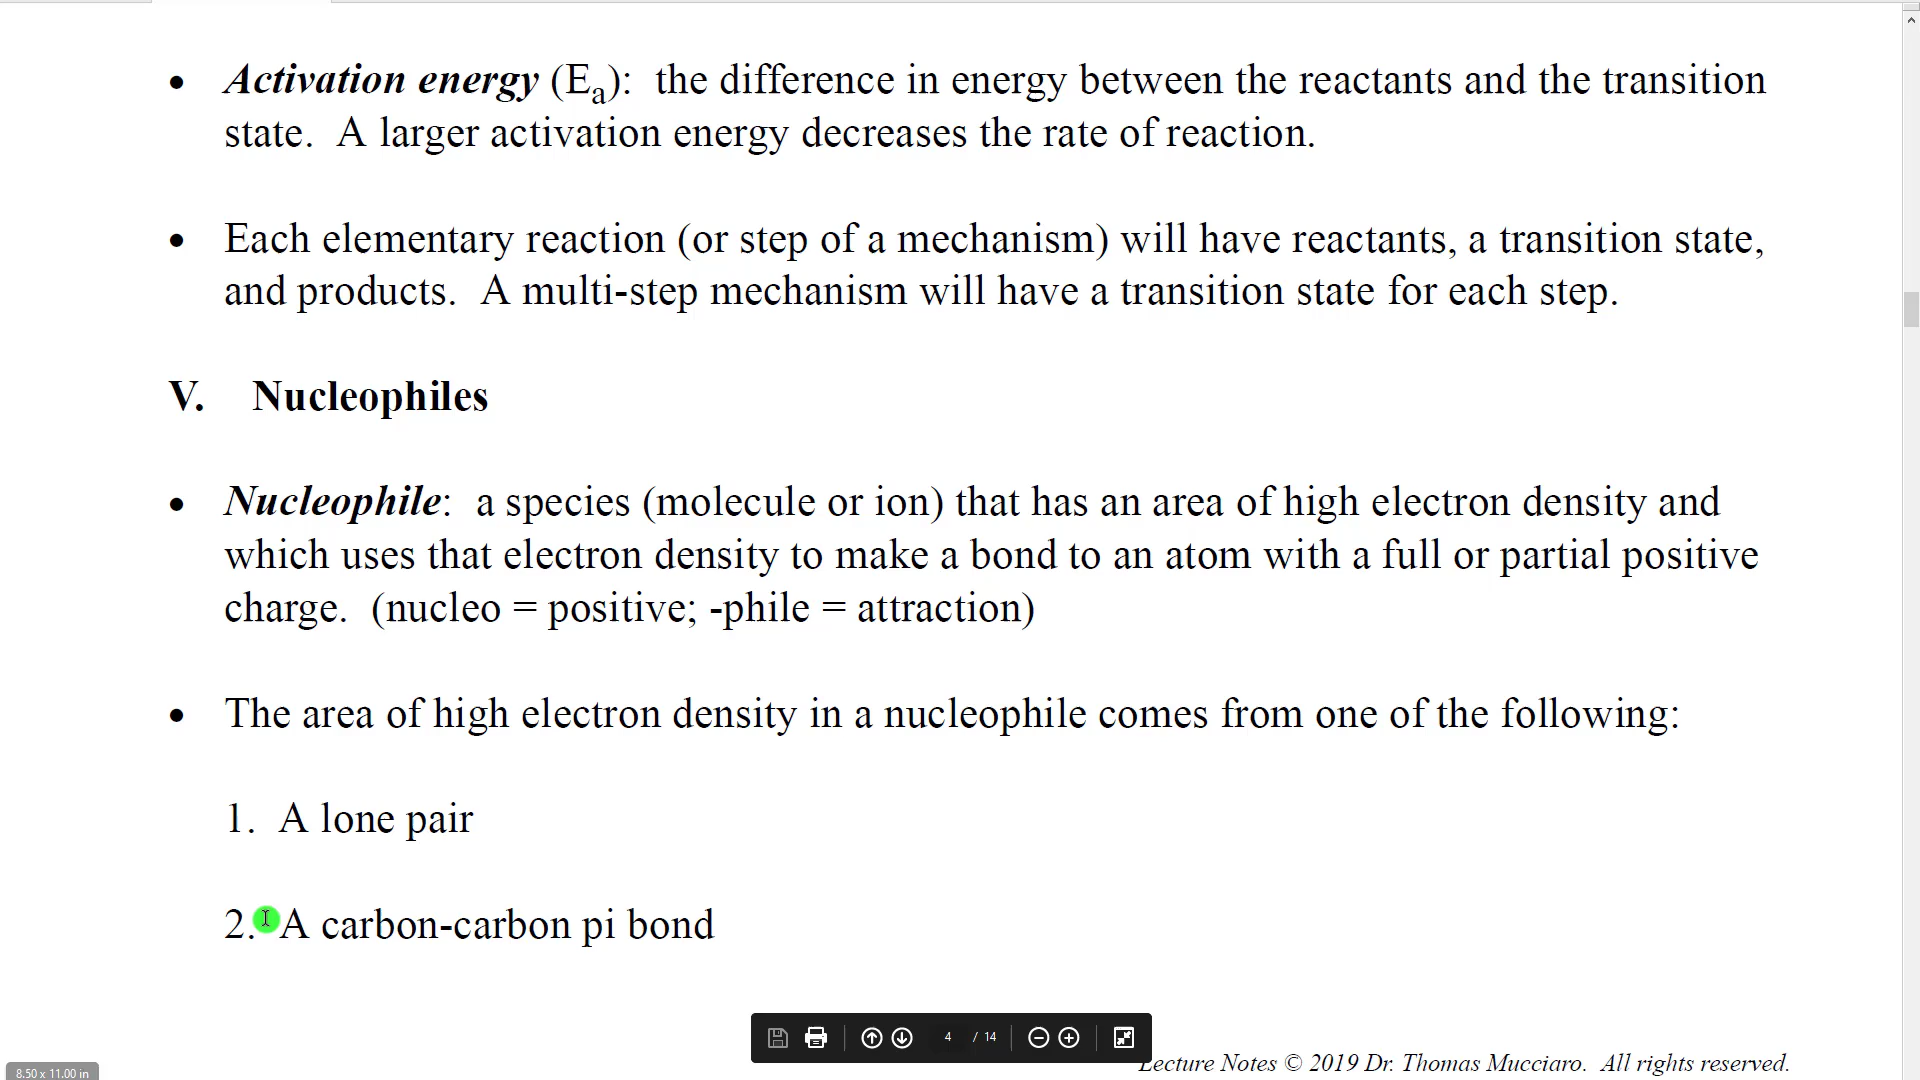 • Activation energy (Ea): the difference in energy between the reactants and the transition
state. A larger activation energy decreases the rate of reaction.
• Each elementary reaction (or step of a mechanism) will have reactants, a transition state,
and products. A multi-step mechanism will have a transition state for each step.
V. Nucleophiles
• Nucleophile: a species (molecule or ion) that has an area of high electron density and
which uses that electron density to make a bond to an atom with a full or partial positive
charge. (nucleo = positive; -phile = attraction)
• The area of high electron density in a nucleophile comes from one of the following:
1. A lone pair
2. A carbon-carbon pi bond
4 / 14
Lecture Notes © 2019 Dr. Thomas Mucciaro. All rights reserved.
8.50 x 11.00 in